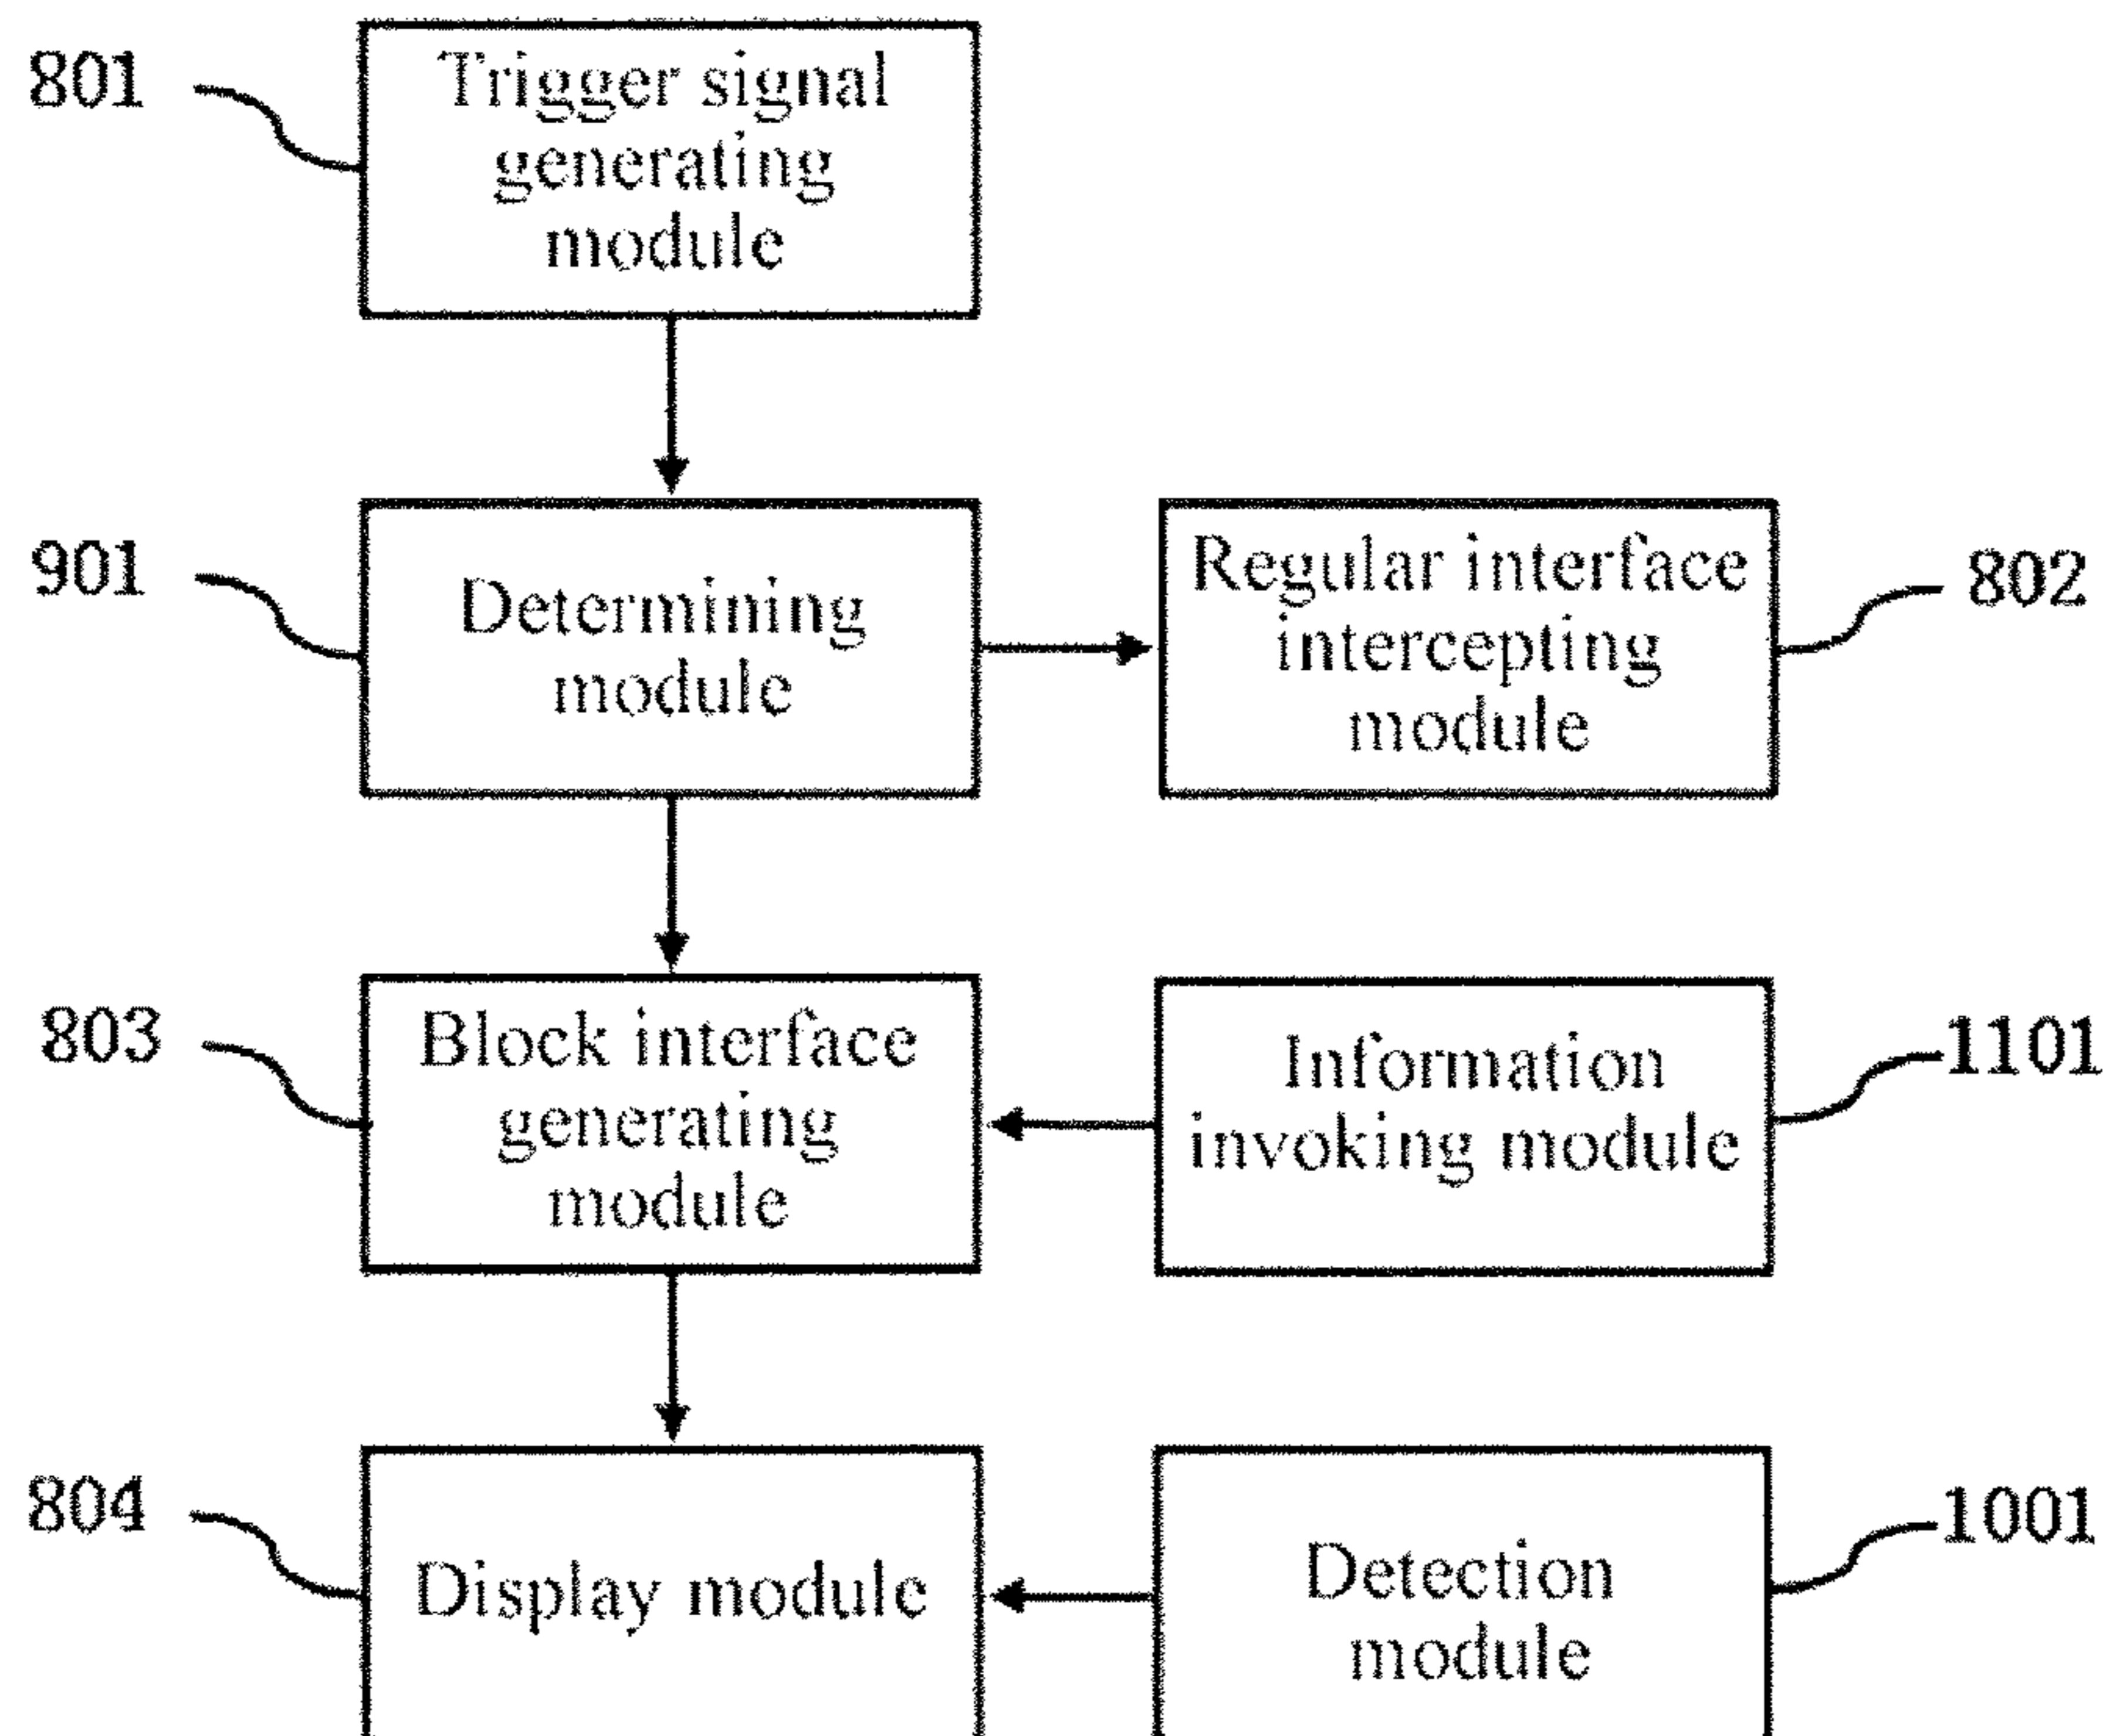 801
Trigger signal
generating
module
901
Determining
module
Regular interface
intercepting
module
802
803
Block interface
generating
module
Information
invoking module
1101
804
Display module
Detection
module
1001